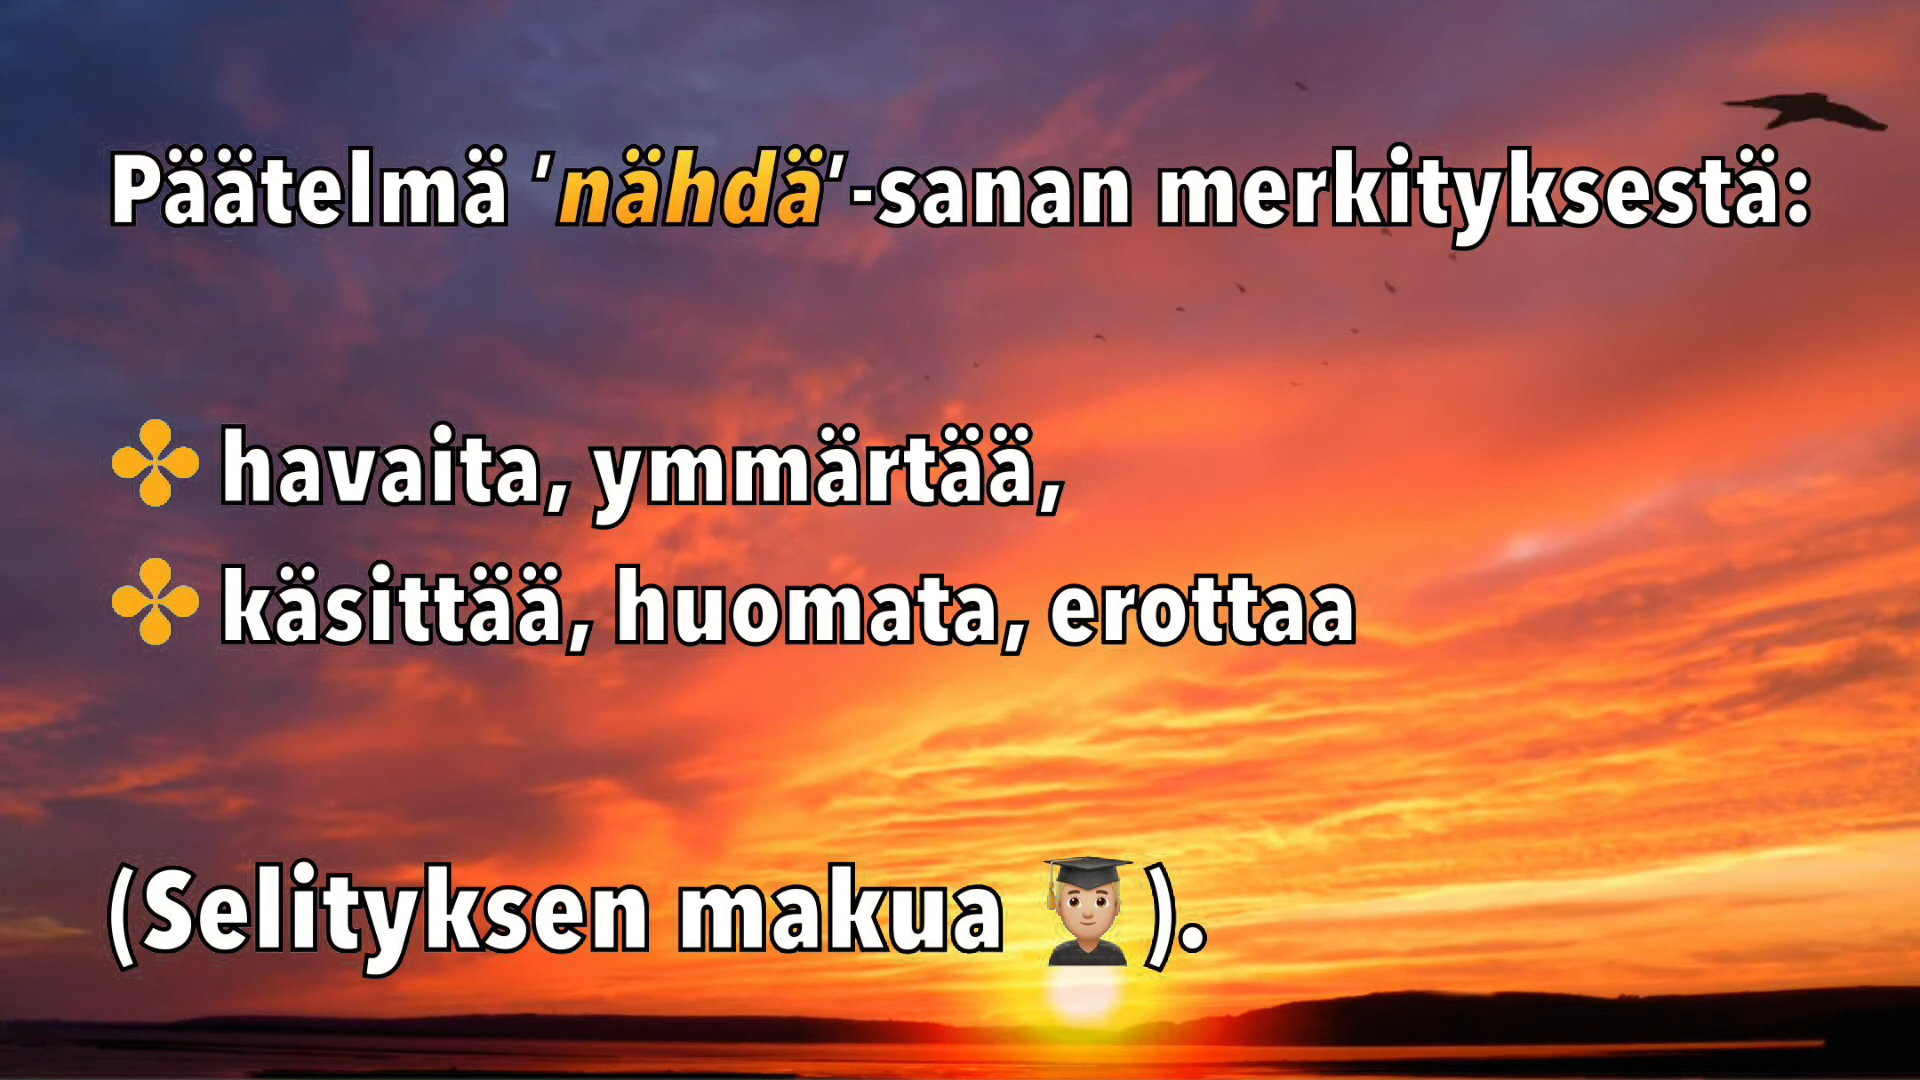 Päätelmä 'nähdä'-sanan merkityksestä:
havaita, ymmärtää,
käsittää, huomata, erottaa
(Selityksen makua 👨🏼‍🎓).